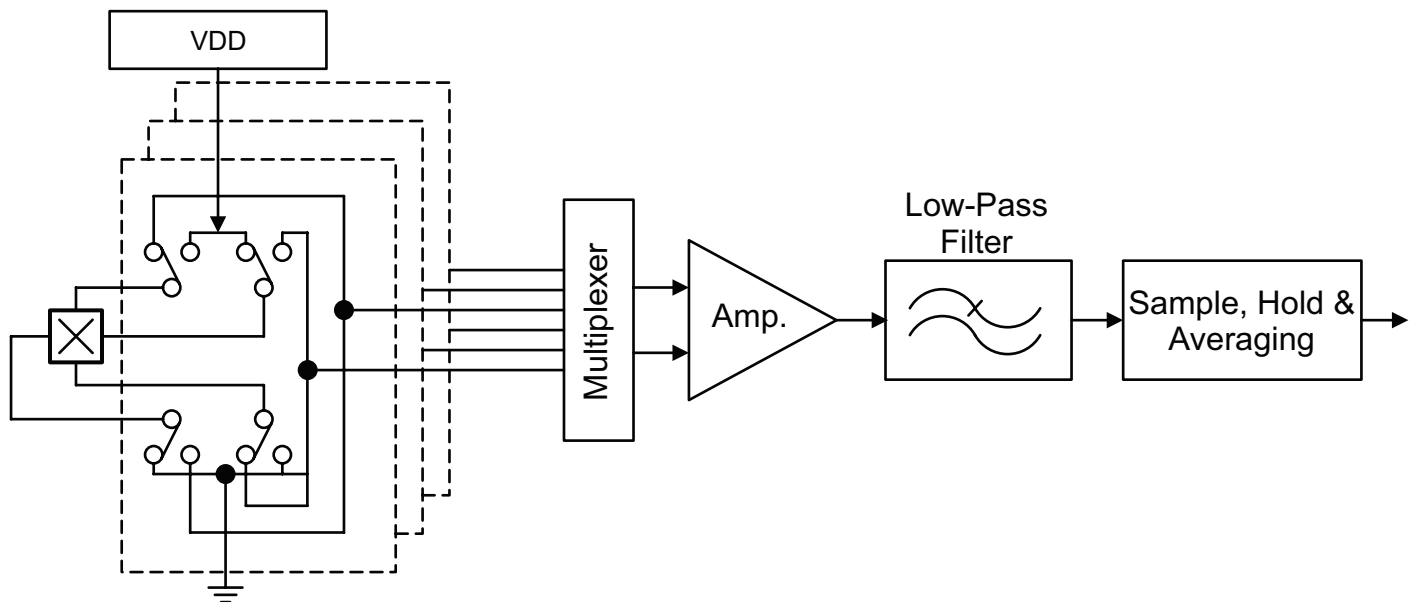 VDD
Multiplexer
Amp.
Low-Pass
Filter
Sample, Hold &
Averaging